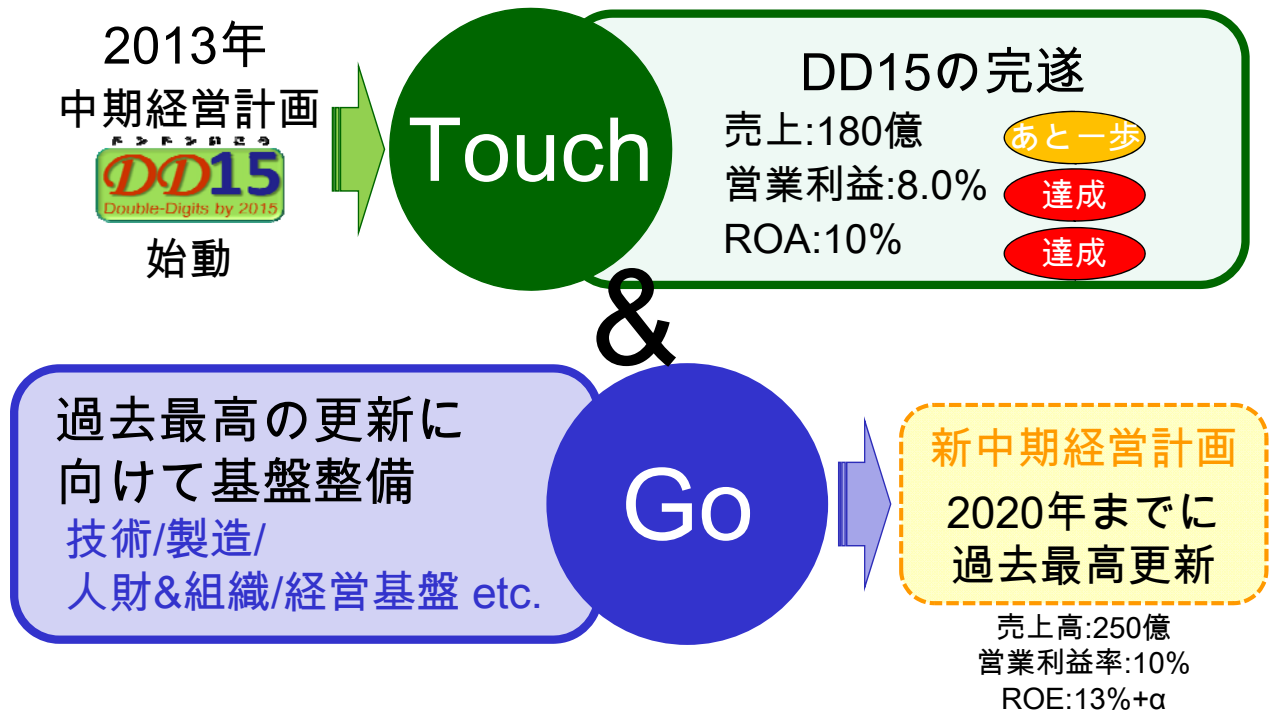 2013年
中期経営計画
ドンドンいこう
DD15
Double-Digits by 2015
始動
Touch
DD15の完遂
売上:180億
あと一歩
営業利益:8.0%
達成
ROA:10%
達成
&
過去最高の更新に
向けて基盤整備
技術/製造/
人財&組織/経営基盤 etc.
Go
新中期経営計画
2020年までに
過去最高更新
売上高:250億
営業利益率:10%
ROE:13%+α